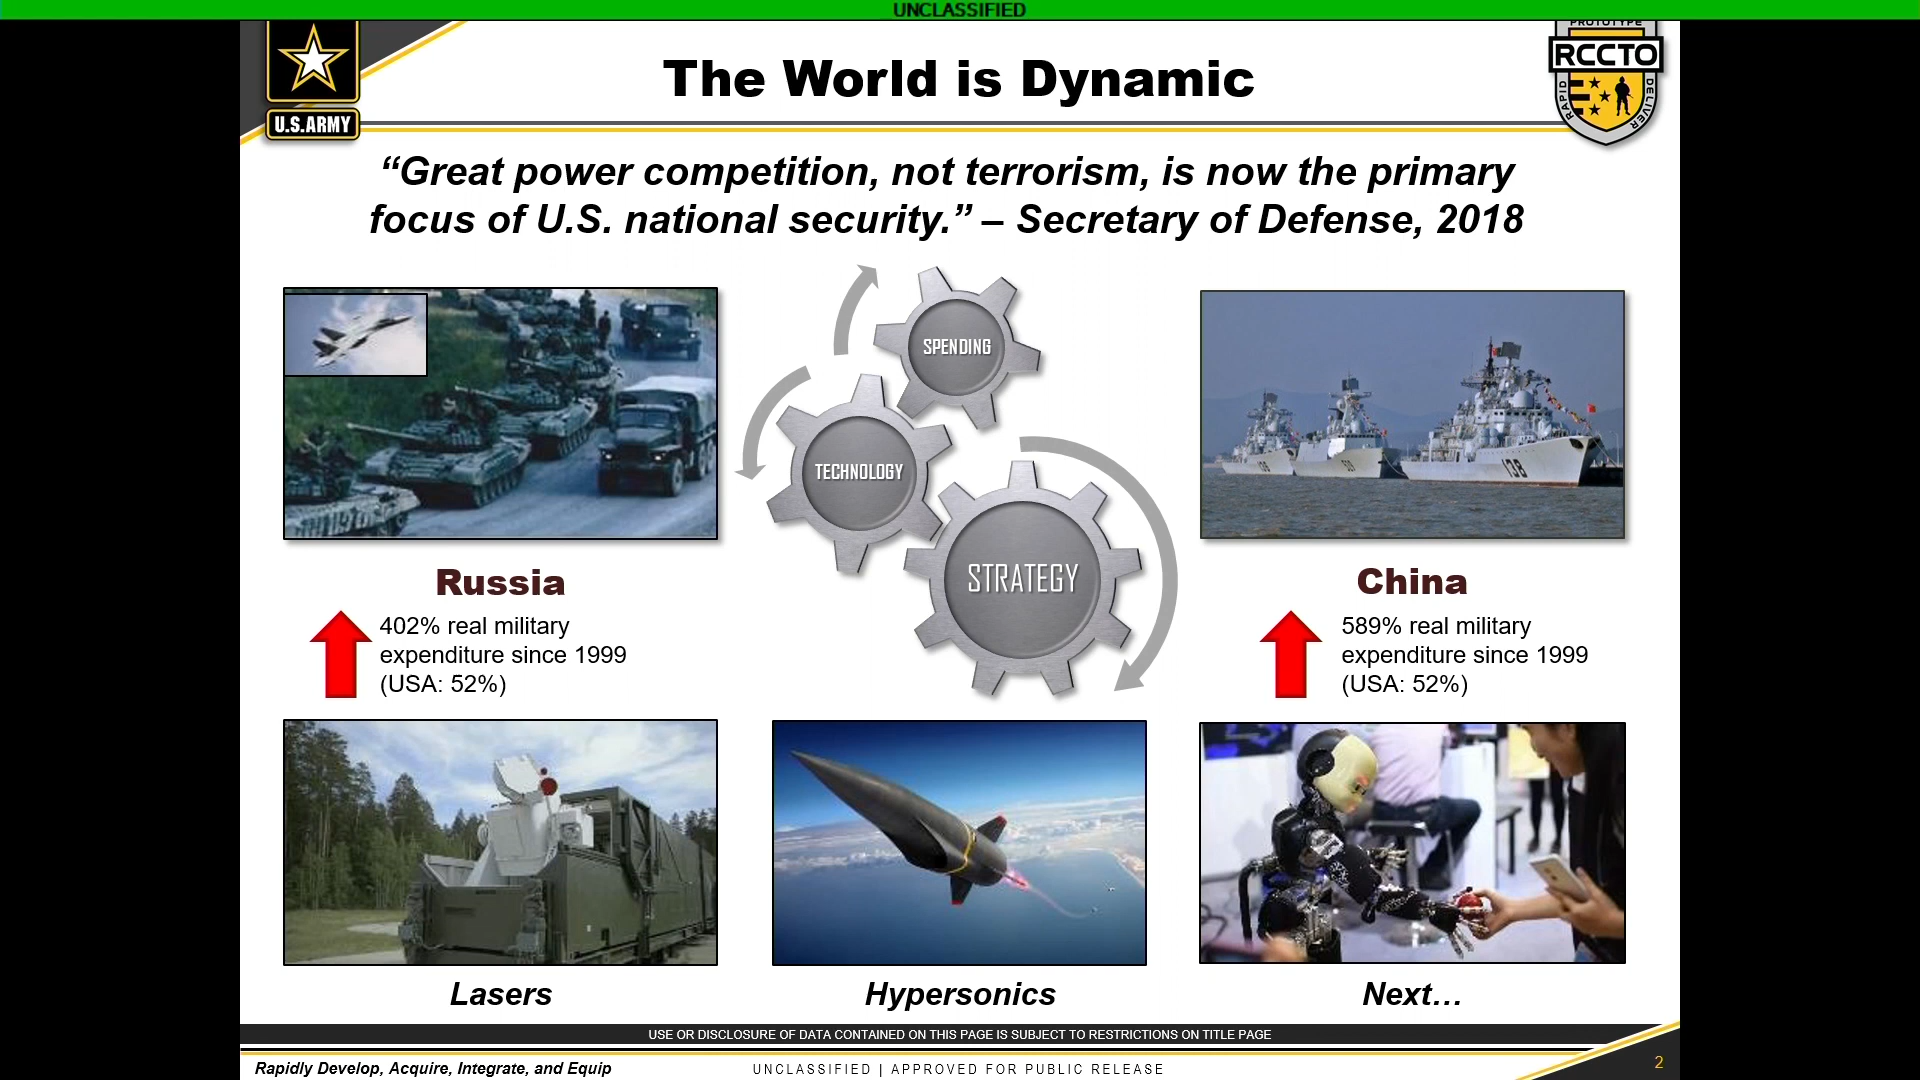 UNCLASSIFIED
The World is Dynamic
U.S.ARMY
PROTOTYPE
RCCTO
RAPID
DELIVER
“Great power competition, not terrorism, is now the primary
focus of U.S. national security.” – Secretary of Defense, 2018
SPENDING
TECHNOLOGY
STRATEGY
138
Russia
402% real military
expenditure since 1999
(USA: 52%)
China
589% real military
expenditure since 1999
(USA: 52%)
Lasers
Hypersonics
Next…
USE OR DISCLOSURE OF DATA CONTAINED ON THIS PAGE IS SUBJECT TO RESTRICTIONS ON TITLE PAGE
Rapidly Develop, Acquire, Integrate, and Equip
UNCLASSIFIED | APPROVED FOR PUBLIC RELEASE
2